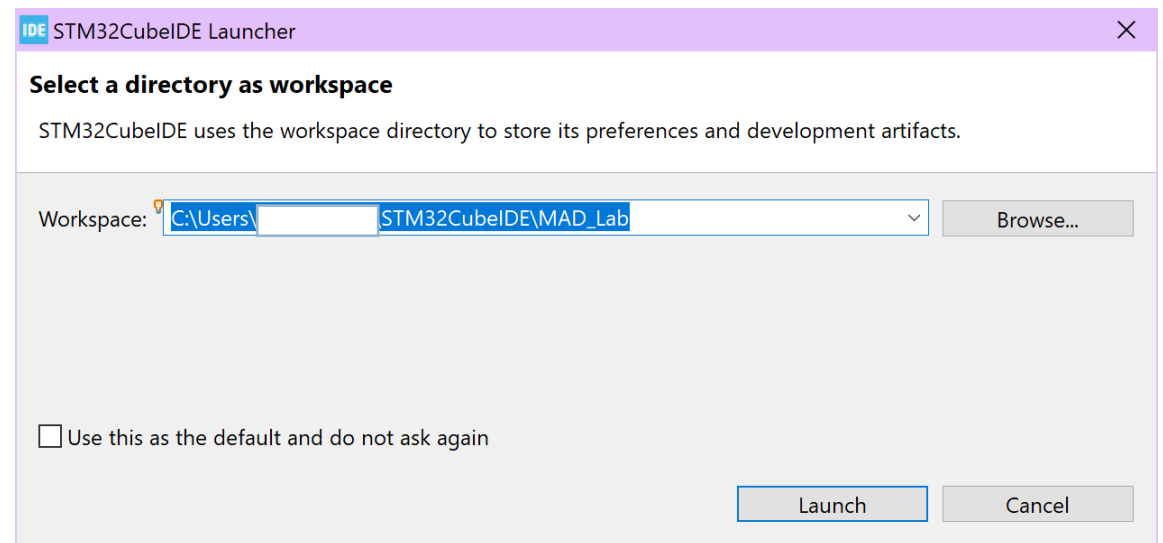 IDE STM32CubeIDE Launcher
Select a directory as workspace
STM32CubeIDE uses the workspace directory to store its preferences and development artifacts.
Workspace: C:\Users\ STM32CubeIDE\MAD_Lab Browse...
Use this as the default and do not ask again
Launch Cancel